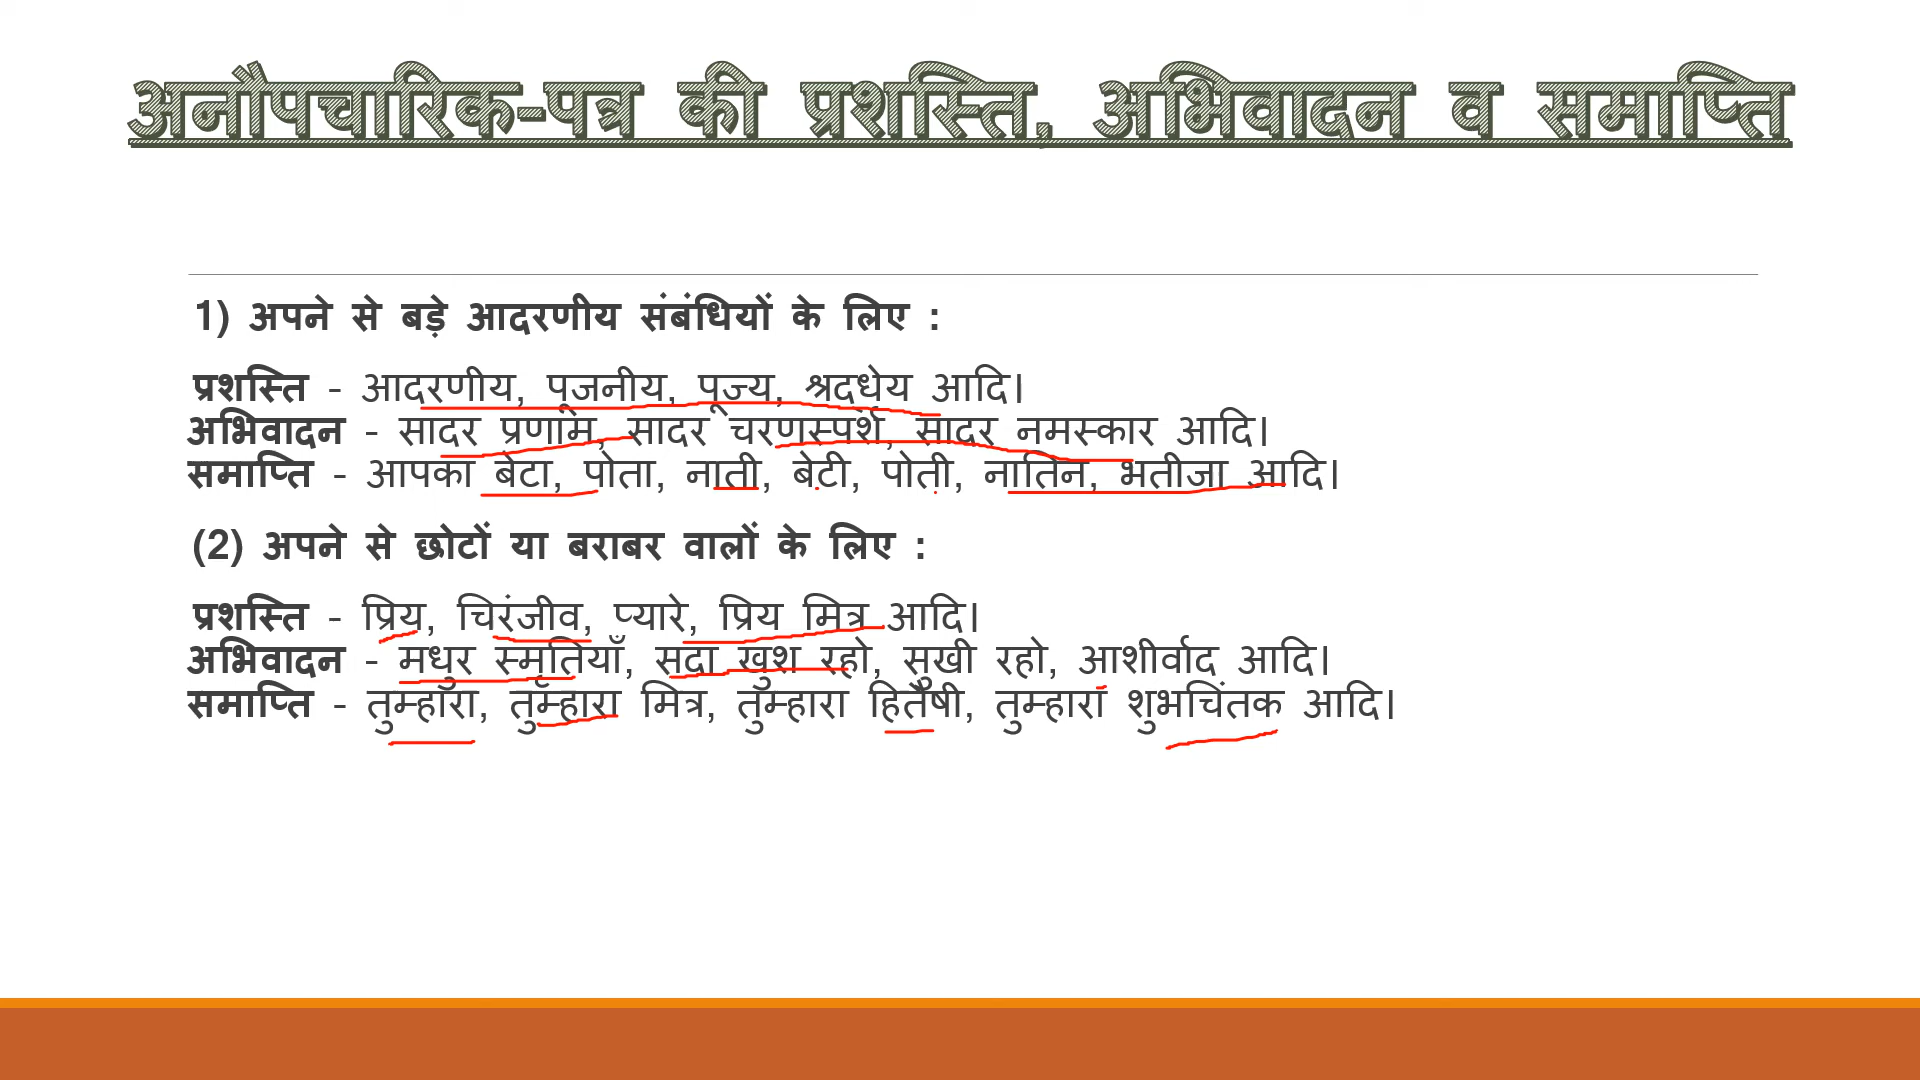 अनौपचारिक-पत्र की प्रशस्ति, अभिवादन व समाप्ति
1) अपने से बड़े आदरणीय संबंधियों के लिए :
प्रशस्ति - आदरणीय, पूजनीय, पूज्य, श्रद्धेय आदि।
अभिवादन - सादर प्रणाम, सादर चरणस्पर्श, सादर नमस्कार आदि।
समाप्ति - आपका बेटा, पोता, नाती, बेटी, पोती, नातिन, भतीजा आदि।
(2) अपने से छोटों या बराबर वालों के लिए :
प्रशस्ति - प्रिय, चिरंजीव, प्यारे, प्रिय मित्र आदि।
अभिवादन - मधुर स्मृतियाँ, सदा खुश रहो, सुखी रहो, आशीर्वाद आदि।
समाप्ति - तुम्हारा, तुम्हारा मित्र, तुम्हारा हितैषी, तुम्हारा शुभचिंतक आदि।